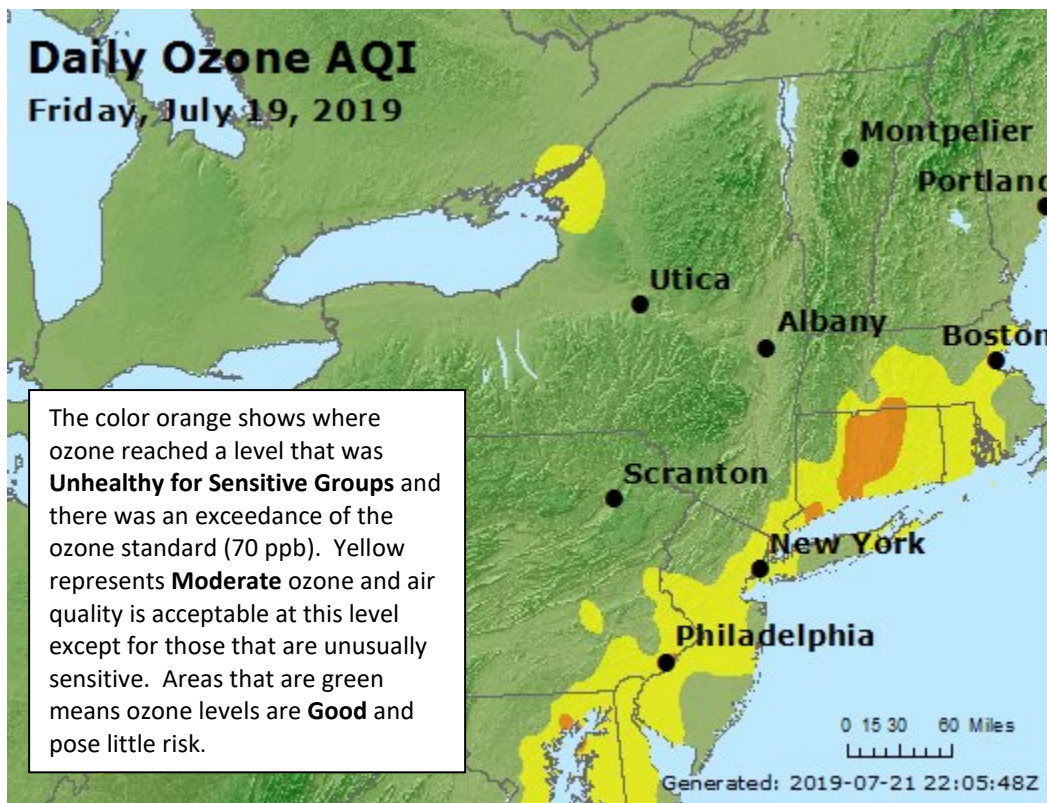 Daily Ozone AQI
Friday, July 19, 2019
Montpelier
Portland
Utica
Albany
Boston
The color orange shows where
ozone reached a level that was
Unhealthy for Sensitive Groups and
there was an exceedance of the
ozone standard (70 ppb).  Yellow
represents Moderate ozone and air
quality is acceptable at this level
except for those that are unusually
sensitive.  Areas that are green
means ozone levels are Good and
pose little risk.
Scranton
New York
Philadelphia
0 15 30 60 Miles
Generated: 2019-07-21 22:05:48Z